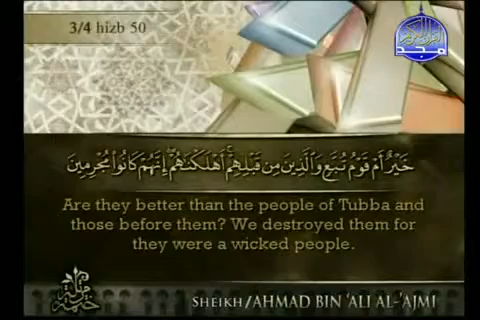 3/4 hizb 50
خَيْرٌ أَمْ قَوْمُ تُبَّعٍ وَالَّذِينَ مِن قَبْلِهِمْ أَهْلَكْنَاهُمْ إِنَّهُمْ كَانُوا مُجْرِمِينَ
Are they better than the people of Tubba and
those before them? We destroyed them for
they were a wicked people.
SHEIKH/AHMAD BIN 'ALI AL-'AJMI